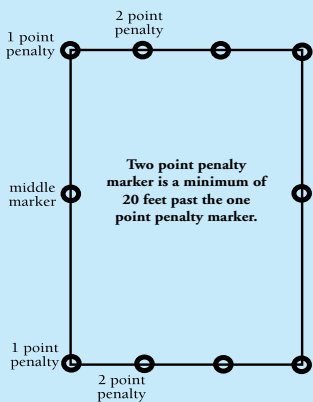 2 point
penalty
1 point
penalty
Two point penalty
marker is a minimum of
20 feet past the one
point penalty marker.
middle
marker
1 point
penalty
2 point
penalty